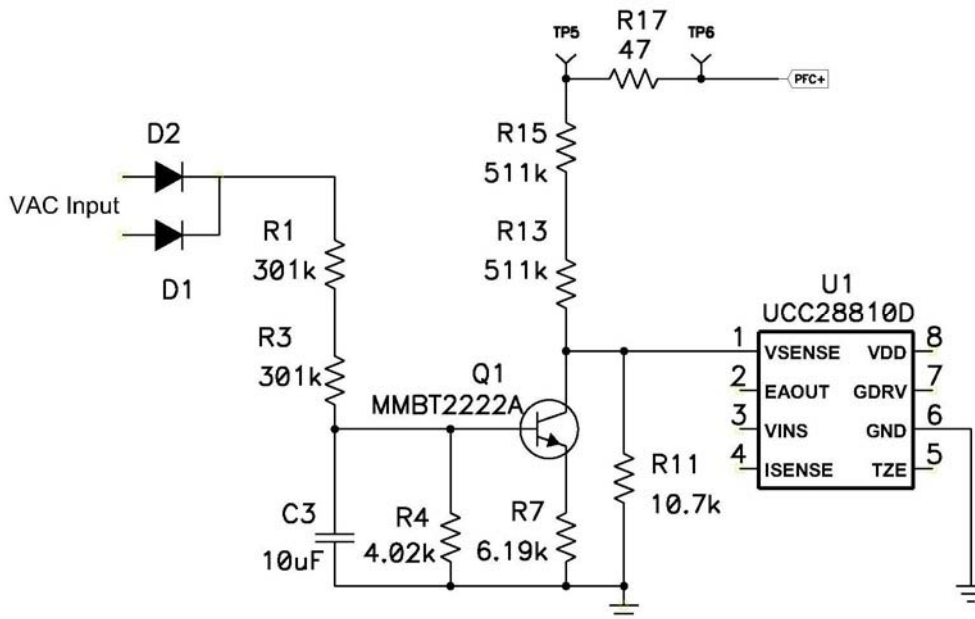 R17
47
TP5
TP6
PFC+
D2
VAC Input
D1
R1
301k
R3
301k
R15
511k
R13
511k
Q1
MMBT2222A
U1
UCC28810D
1 VSENSE VDD 8
2 EAOUT GDRV 7
3 VINS GND 6
4 ISENSE TZE 5
C3
10uF
R4
4.02k
R7
6.19k
R11
10.7k